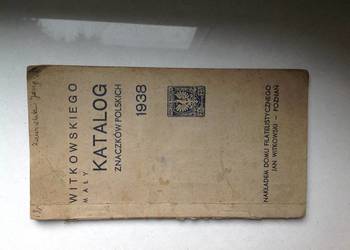 WITKOWSKIEGO
MAŁY
KATALOG
ZNACZKÓW POLSKICH
1938
NAKŁADEM DOMU FILATELISTYCZNEGO
JAN WITKOWSKI – POZNAŃ